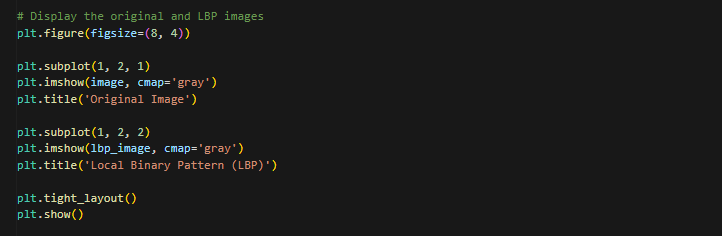 # Display the original and LBP images
plt.figure(figsize=(8, 4))
plt.subplot(1, 2, 1)
plt.imshow(image, cmap='gray')
plt.title('Original Image')
plt.subplot(1, 2, 2)
plt.imshow(lbp_image, cmap='gray')
plt.title('Local Binary Pattern (LBP)')
plt.tight_layout()
plt.show()